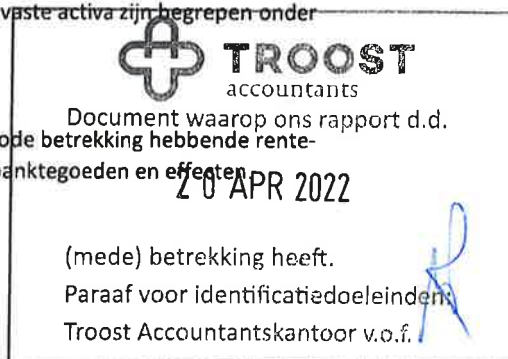 vaste activa zijn begrepen onder
TROOST
accountants
Document waarop ons rapport d.d.
ode betrekking hebbende rente-
banktegoeden en effecten.
20 APR 2022
(mede) betrekking heeft.
Paraaf voor identificatiedoeleinden:
Troost Accountantskantoor v.o.f.